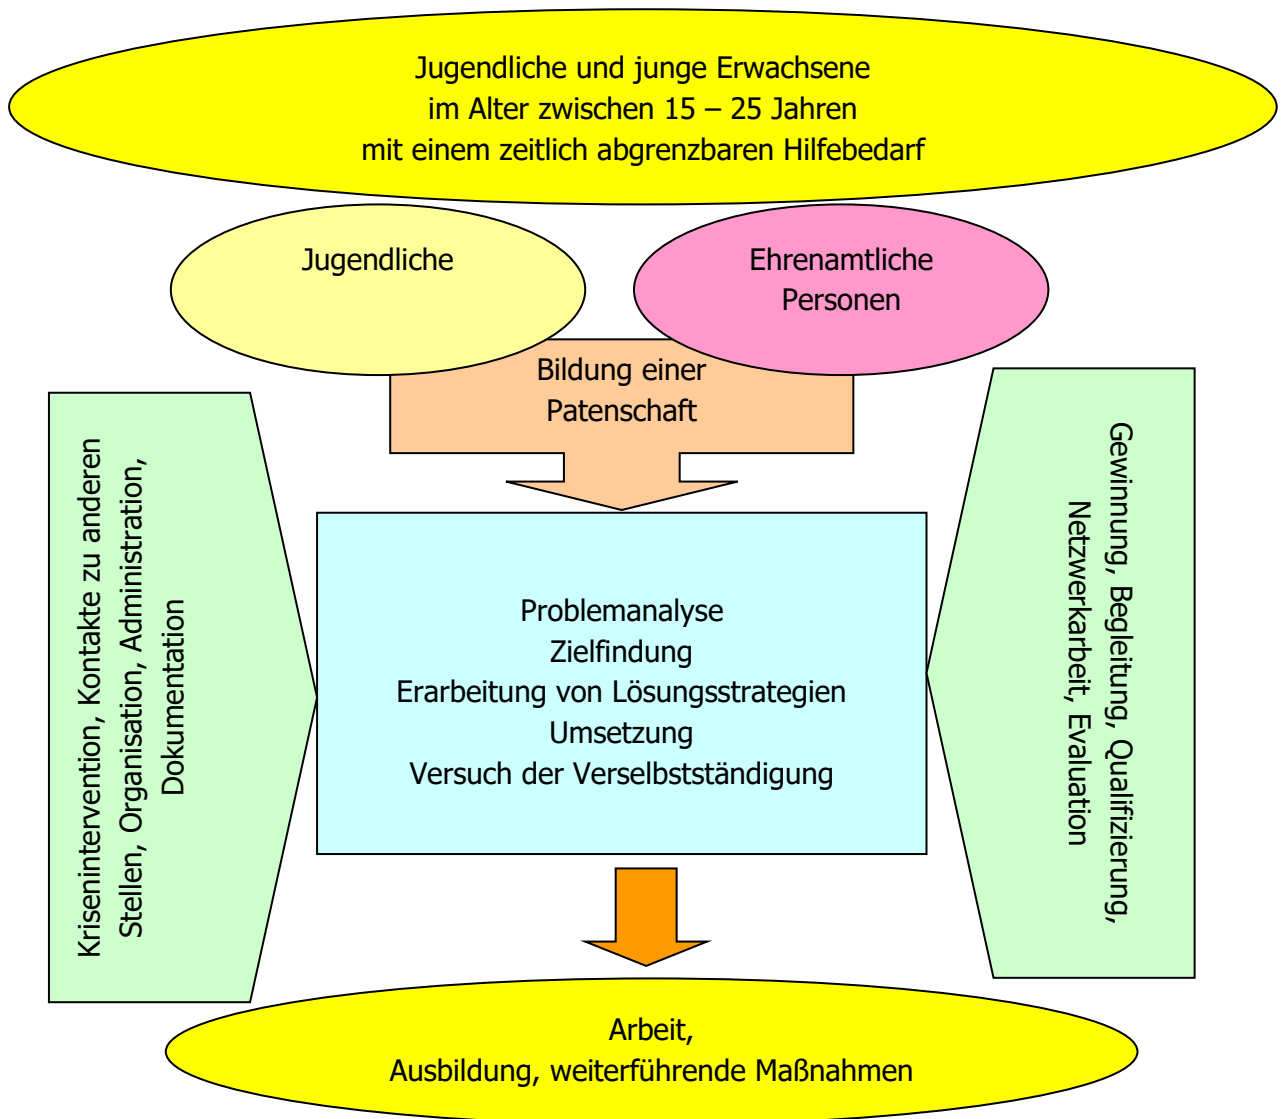 Jugendliche und junge Erwachsene
im Alter zwischen 15 – 25 Jahren
mit einem zeitlich abgrenzbaren Hilfebedarf
Jugendliche
Ehrenamtliche
Personen
Bildung einer
Patenschaft
Krisenintervention, Kontakte zu anderen
Stellen, Organisation, Administration,
Dokumentation
Problemanalyse
Zielfindung
Erarbeitung von Lösungsstrategien
Umsetzung
Versuch der Verselbstständigung
Gewinnung, Begleitung, Qualifizierung,
Netzwerkarbeit, Evaluation
Arbeit,
Ausbildung, weiterführende Maßnahmen